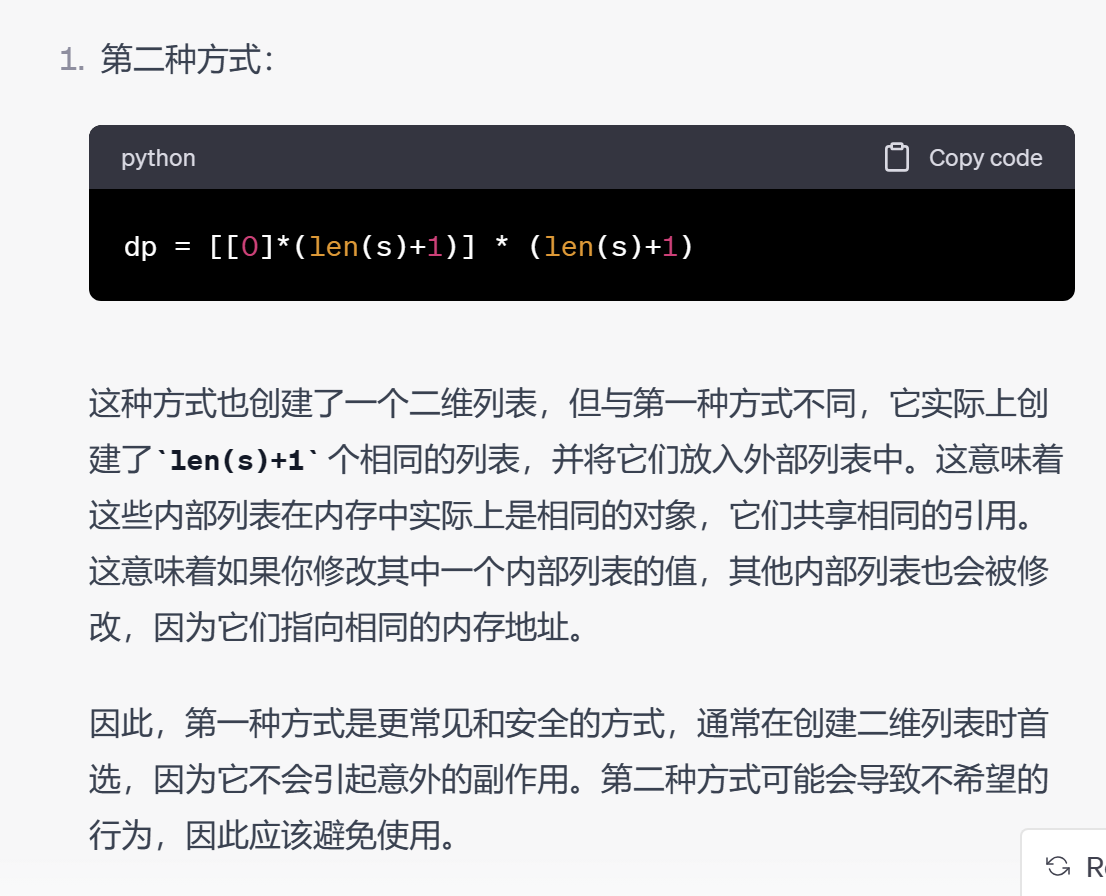 1. 第二种方式：
python
Copy code
dp = [[0]*(len(s)+1)] * (len(s)+1)
这种方式也创建了一个二维列表，但与第一种方式不同，它实际上创
建了`len(s)+1` 个相同的列表，并将它们放入外部列表中。这意味着
这些内部列表在内存中实际上是相同的对象，它们共享相同的引用。
这意味着如果你修改其中一个内部列表的值，其他内部列表也会被修
改，因为它们指向相同的内存地址。
因此，第一种方式是更常见和安全的方式，通常在创建二维列表时首
选，因为它不会引起意外的副作用。第二种方式可能会导致不希望的
行为，因此应该避免使用。